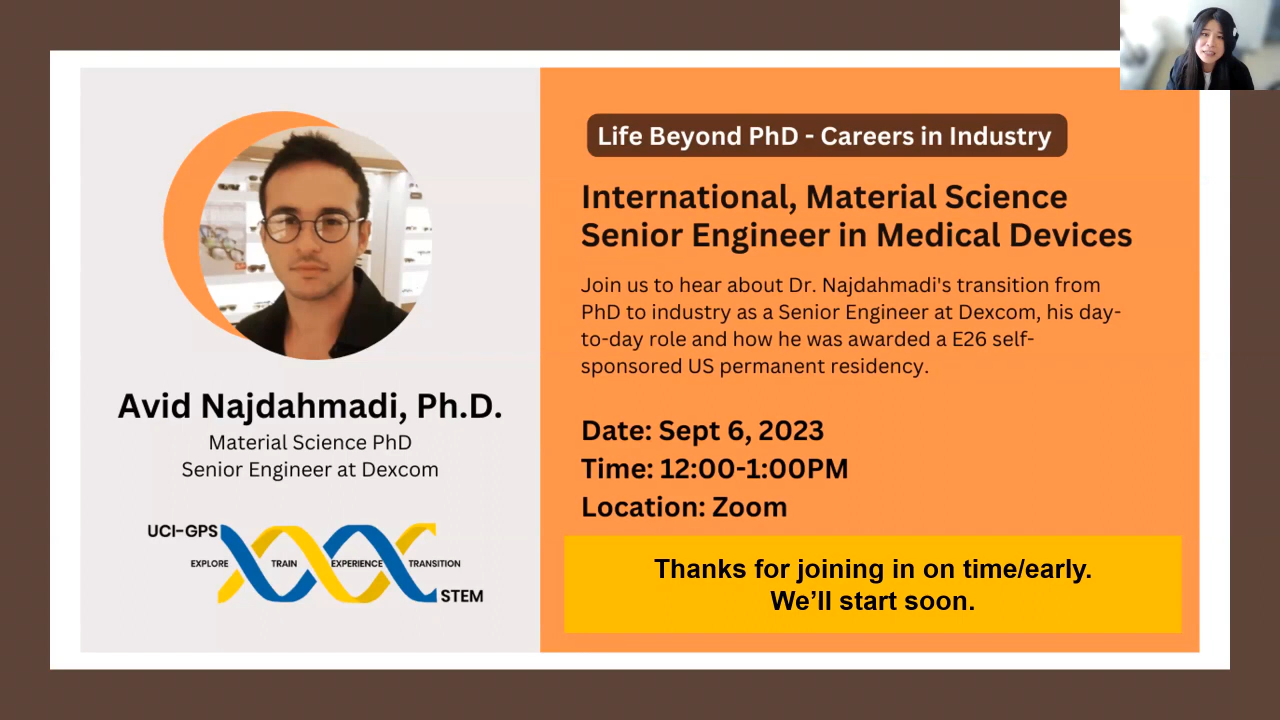 Life Beyond PhD - Careers in Industry
International, Material Science
Senior Engineer in Medical Devices
Join us to hear about Dr. Najdahmadi's transition from
PhD to industry as a Senior Engineer at Dexcom, his day-
to-day role and how he was awarded a E26 self-
sponsored US permanent residency.
Date: Sept 6, 2023
Time: 12:00-1:00PM
Location: Zoom
Thanks for joining in on time/early.
We’ll start soon.
Avid Najdahmadi, Ph.D.
Material Science PhD
Senior Engineer at Dexcom
UCI-GPS
EXPLORE TRAIN EXPERIENCE TRANSITION
STEM